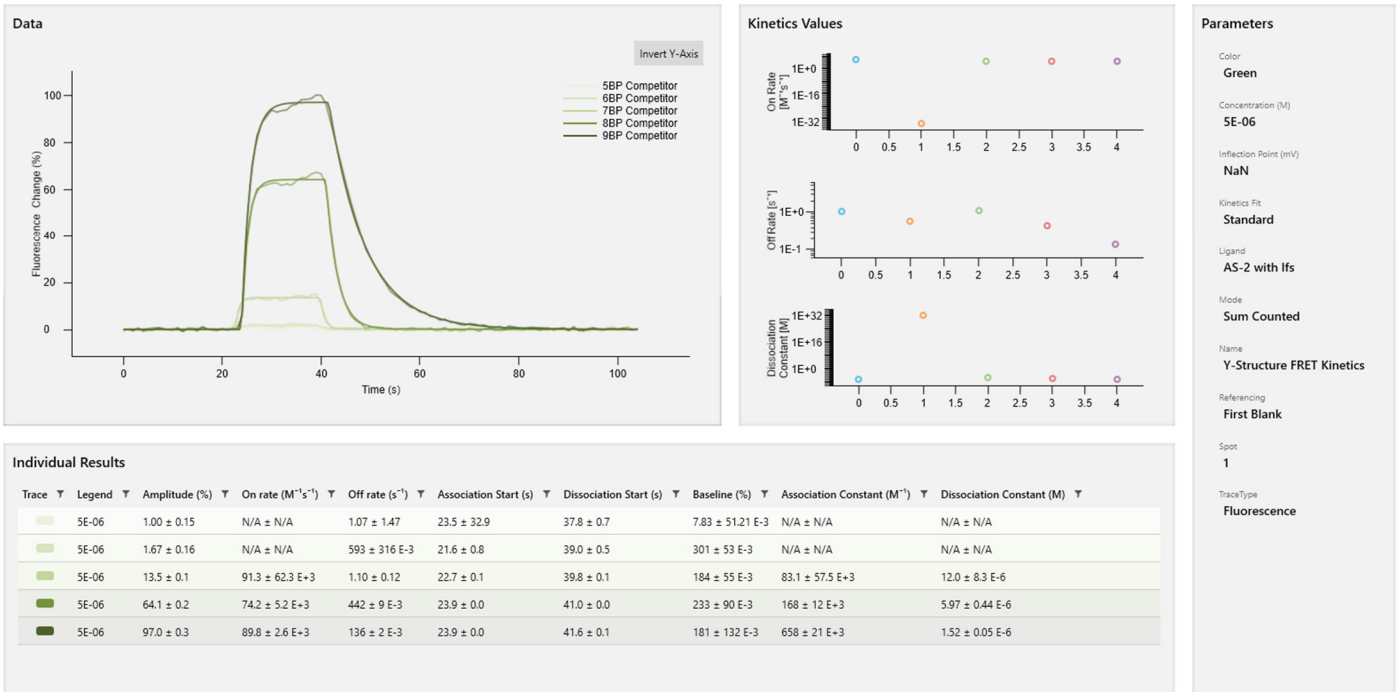 Data
Invert Y-Axis
5BP Competitor
6BP Competitor
7BP Competitor
8BP Competitor
9BP Competitor
100
80
60
40
20
0
Fluorescence Change (%)
0 20 40 60 80 100
Time (s)
Kinetics Values
On Rate
[M⁻¹s⁻¹]
1E+0
1E-16
1E-32
0 0.5 1 1.5 2 2.5 3 3.5 4
Off Rate [s⁻¹]
1E+0
1E-1
0 0.5 1 1.5 2 2.5 3 3.5 4
Dissociation
Constant [M]
1E+32
1E+16
1E+0
0 0.5 1 1.5 2 2.5 3 3.5 4
Parameters
Color
Green
Concentration (M)
5E-06
Inflection Point (mV)
NaN
Kinetics Fit
Standard
Ligand
AS-2 with lfs
Mode
Sum Counted
Name
Y-Structure FRET Kinetics
Referencing
First Blank
Spot
1
TraceType
Fluorescence
Individual Results
Trace Legend Amplitude (%) On rate (M⁻¹s⁻¹) Off rate (s⁻¹) Association Start (s) Dissociation Start (s) Baseline (%) Association Constant (M⁻¹) Dissociation Constant (M)
5E-06 1.00 ± 0.15 N/A ± N/A 1.07 ± 1.47 23.5 ± 32.9 37.8 ± 0.7 7.83 ± 51.21 E-3 N/A ± N/A N/A ± N/A
5E-06 1.67 ± 0.16 N/A ± N/A 593 ± 316 E-3 21.6 ± 0.8 39.0 ± 0.5 301 ± 53 E-3 N/A ± N/A N/A ± N/A
5E-06 13.5 ± 0.1 91.3 ± 62.3 E+3 1.10 ± 0.12 22.7 ± 0.1 39.8 ± 0.1 184 ± 55 E-3 83.1 ± 57.5 E+3 12.0 ± 8.3 E-6
5E-06 64.1 ± 0.2 74.2 ± 5.2 E+3 442 ± 9 E-3 23.9 ± 0.0 41.0 ± 0.0 233 ± 90 E-3 168 ± 12 E+3 5.97 ± 0.44 E-6
5E-06 97.0 ± 0.3 89.8 ± 2.6 E+3 136 ± 2 E-3 23.9 ± 0.0 41.6 ± 0.1 181 ± 132 E-3 658 ± 21 E+3 1.52 ± 0.05 E-6